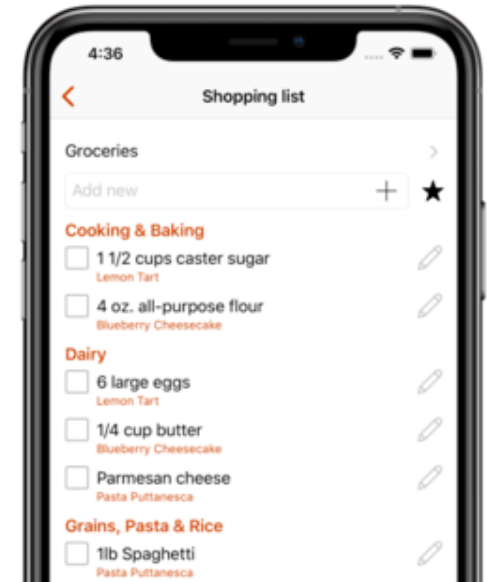 4:36
Shopping list
Groceries
Add new
Cooking & Baking
1 1/2 cups caster sugar
Lemon Tart
4 oz. all-purpose flour
Blueberry Cheesecake
Dairy
6 large eggs
Lemon Tart
1/4 cup butter
Blueberry Cheesecake
Parmesan cheese
Pasta Puttanesca
Grains, Pasta & Rice
1lb Spaghetti
Pasta Puttanesca